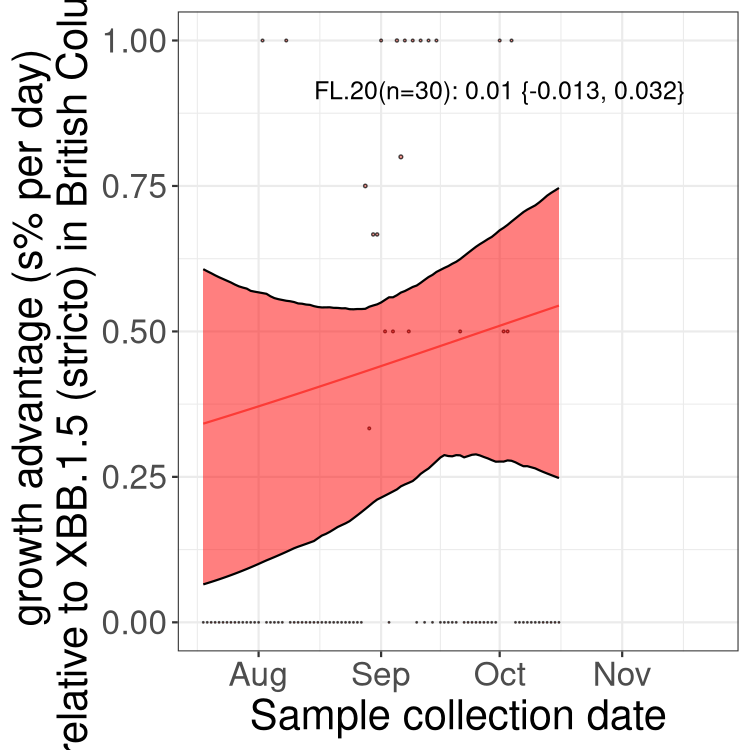 growth advantage (s% per day)
relative to XBB.1.5 (stricto) in British
1.00
0.75
0.50
0.25
0.00
FL.20(n=30): 0.01 {-0.013, 0.032}
Aug Sep Oct Nov
Sample collection date